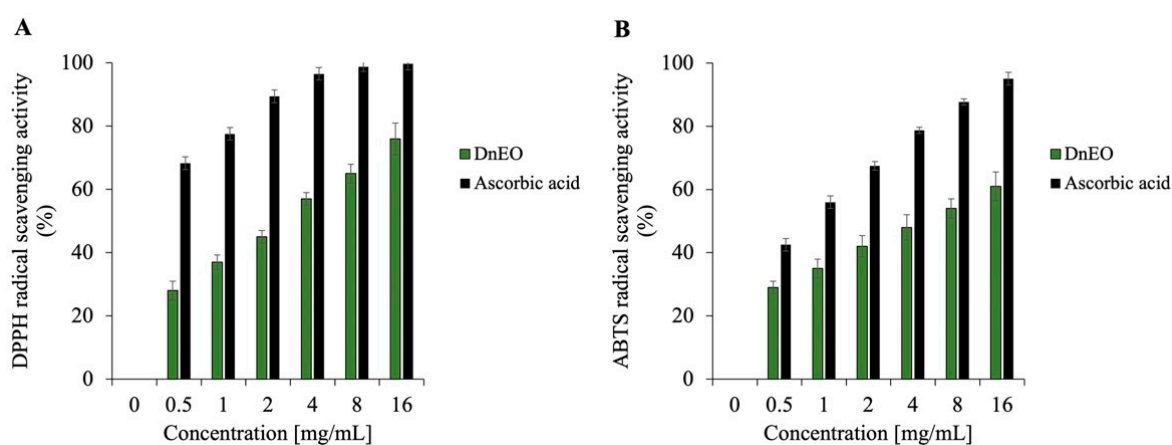 A
DPPH radical scavenging activity
(%)
100
80
60
40
20
0
0 0.5 1 2 4 8 16
Concentration [mg/mL]
DnEO
Ascorbic acid
B
ABTS radical scavenging activity
(%)
100
80
60
40
20
0
0 0.5 1 2 4 8 16
Concentration [mg/mL]
DnEO
Ascorbic acid